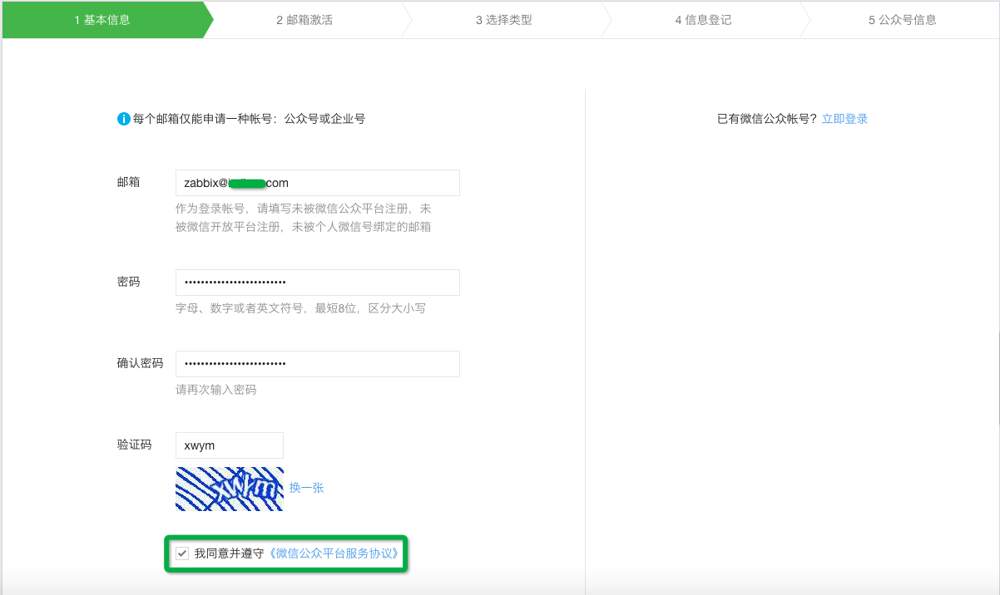 1 基本信息
2 邮箱激活
3 选择类型
4 信息登记
5 公众号信息
每个邮箱仅能申请一种帐号：公众号或企业号
已有微信公众帐号？立即登录
邮箱
zabbix@ com
作为登录帐号，请填写未被微信公众平台注册，未
被微信开放平台注册，未被个人微信号绑定的邮箱
密码
•••••••••••••••••••••••••
字母、数字或者英文符号，最短8位，区分大小写
确认密码
•••••••••••••••••••••••••
请再次输入密码
验证码
xwym
xwym
换一张
我同意并遵守《微信公众平台服务协议》